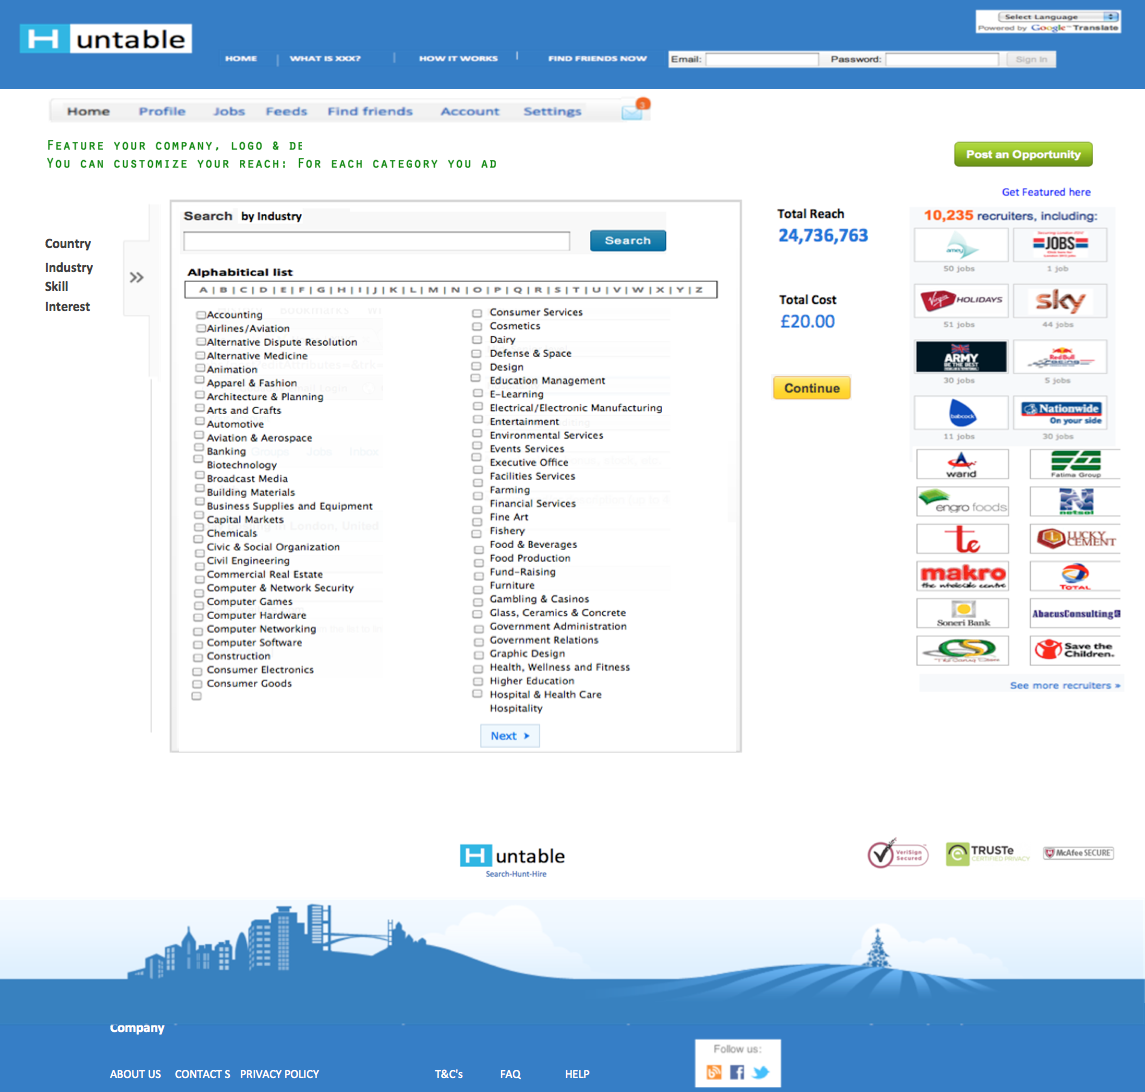 Select Language
Powered by Google™ Translate
H untable
HOME
WHAT IS XXX?
HOW IT WORKS
FIND FRIENDS NOW
Email:
Password:
Sign In
Home Profile Jobs Feeds Find friends Account Settings
3
FEATURE YOUR COMPANY, LOGO & DE
YOU CAN CUSTOMIZE YOUR REACH: FOR EACH CATEGORY YOU AD
Post an Opportunity
Get Featured here
Country
Industry
Skill
Interest
Search by Industry
Search
Alphabitical list
A | B | C | D | E | F | G | H | I | J | K | L | M | N | O | P | Q | R | S | T | U | V | W | X | Y | Z
Accounting
Airlines/Aviation
Alternative Dispute Resolution
Alternative Medicine
Animation
Apparel & Fashion
Architecture & Planning
Arts and Crafts
Automotive
Aviation & Aerospace
Banking
Biotechnology
Broadcast Media
Building Materials
Business Supplies and Equipment
Capital Markets
Chemicals
Civic & Social Organization
Civil Engineering
Commercial Real Estate
Computer & Network Security
Computer Games
Computer Hardware
Computer Networking
Computer Software
Construction
Consumer Electronics
Consumer Goods
Consumer Services
Cosmetics
Dairy
Defense & Space
Design
Education Management
E-Learning
Electrical/Electronic Manufacturing
Entertainment
Environmental Services
Events Services
Executive Office
Facilities Services
Farming
Financial Services
Fine Art
Fishery
Food & Beverages
Food Production
Fund-Raising
Furniture
Gambling & Casinos
Glass, Ceramics & Concrete
Government Administration
Government Relations
Graphic Design
Health, Wellness and Fitness
Higher Education
Hospital & Health Care
Hospitality
Next
Total Reach
24,736,763
Total Cost
£20.00
Continue
10,235 recruiters, including:
amey
JOBS
50 jobs
1 job
Virgin HOLIDAYS
sky
51 jobs
44 jobs
ARMY
BE THE BEST
Red Bull
30 jobs
5 jobs
babcock
Nationwide
On your side
11 jobs
30 jobs
warid
Fatima Group
engro foods
netsol
te
LUCKY CEMENT
makro
the wholesale centre
TOTAL
Soneri Bank
AbacusConsulting
Save the Children.
See more recruiters »
H untable
Search-Hunt-Hire
VeriSign Secured
TRUSTe
CERTIFIED PRIVACY
McAfee SECURE
Company
ABOUT US
CONTACT S
PRIVACY POLICY
T&C's
FAQ
HELP
Follow us: